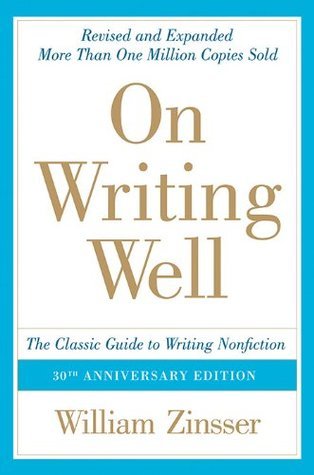 Revised and Expanded
More Than One Million Copies Sold
On
Writing
Well
The Classic Guide to Writing Nonfiction
30TH ANNIVERSARY EDITION
William Zinsser